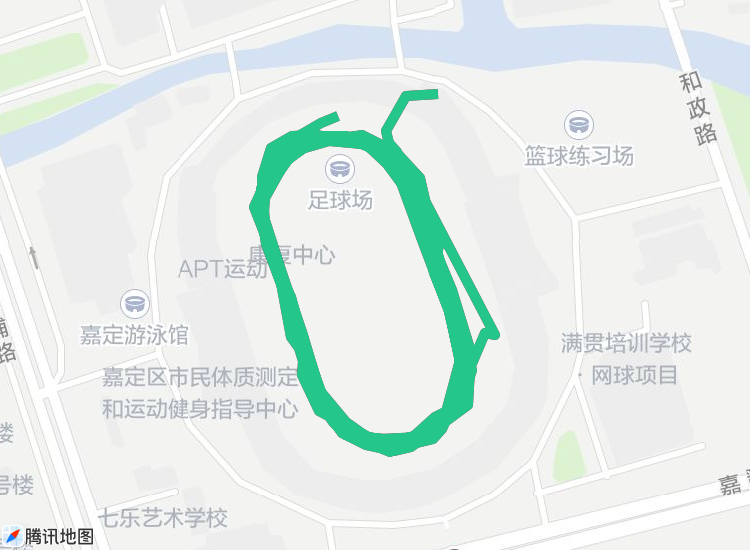 和政路
篮球练习场
足球场
康复中心
APT运动
嘉定游泳馆
满贯培训学校
网球项目
嘉定区市民体质测定
和运动健身指导中心
路
楼
号楼
七乐艺术学校
嘉
腾讯地图